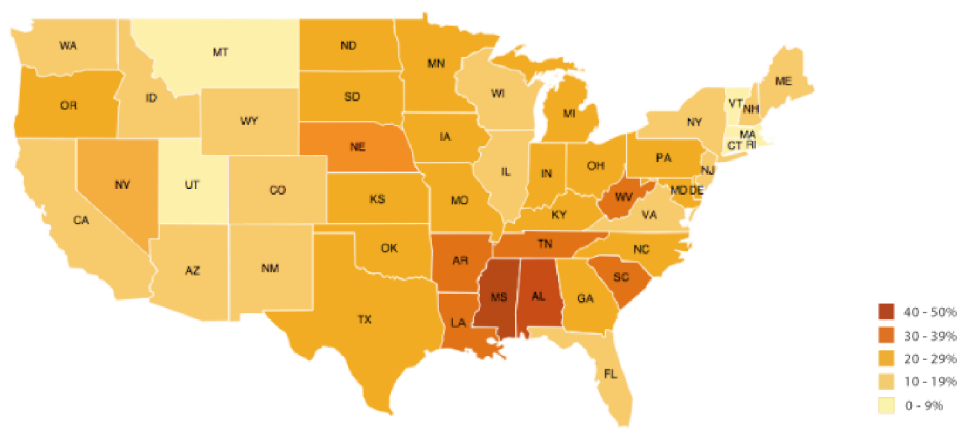 WA
MT
ND
MN
OR
ID
SD
WI
MI
VT
NH
ME
WY
NY
MA
CT RI
NE
IA
PA
NJ
NV
UT
CO
IL
IN
OH
MD DE
KS
MO
WV
VA
CA
KY
OK
TN
NC
AZ
NM
AR
SC
TX
MS
AL
GA
LA
FL
40 - 50%
30 - 39%
20 - 29%
10 - 19%
0 - 9%